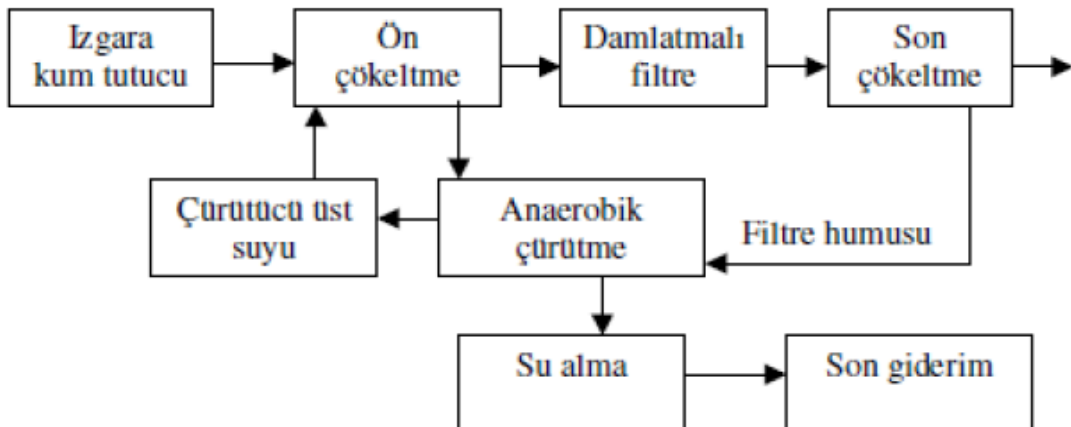 Izgara
kum tutucu
Ön
çökeltme
Damlatmalı
filtre
Son
çökeltme
Çürütücü üst
suyu
Anaerobik
çürütme
Filtre humusu
Su alma
Son giderim